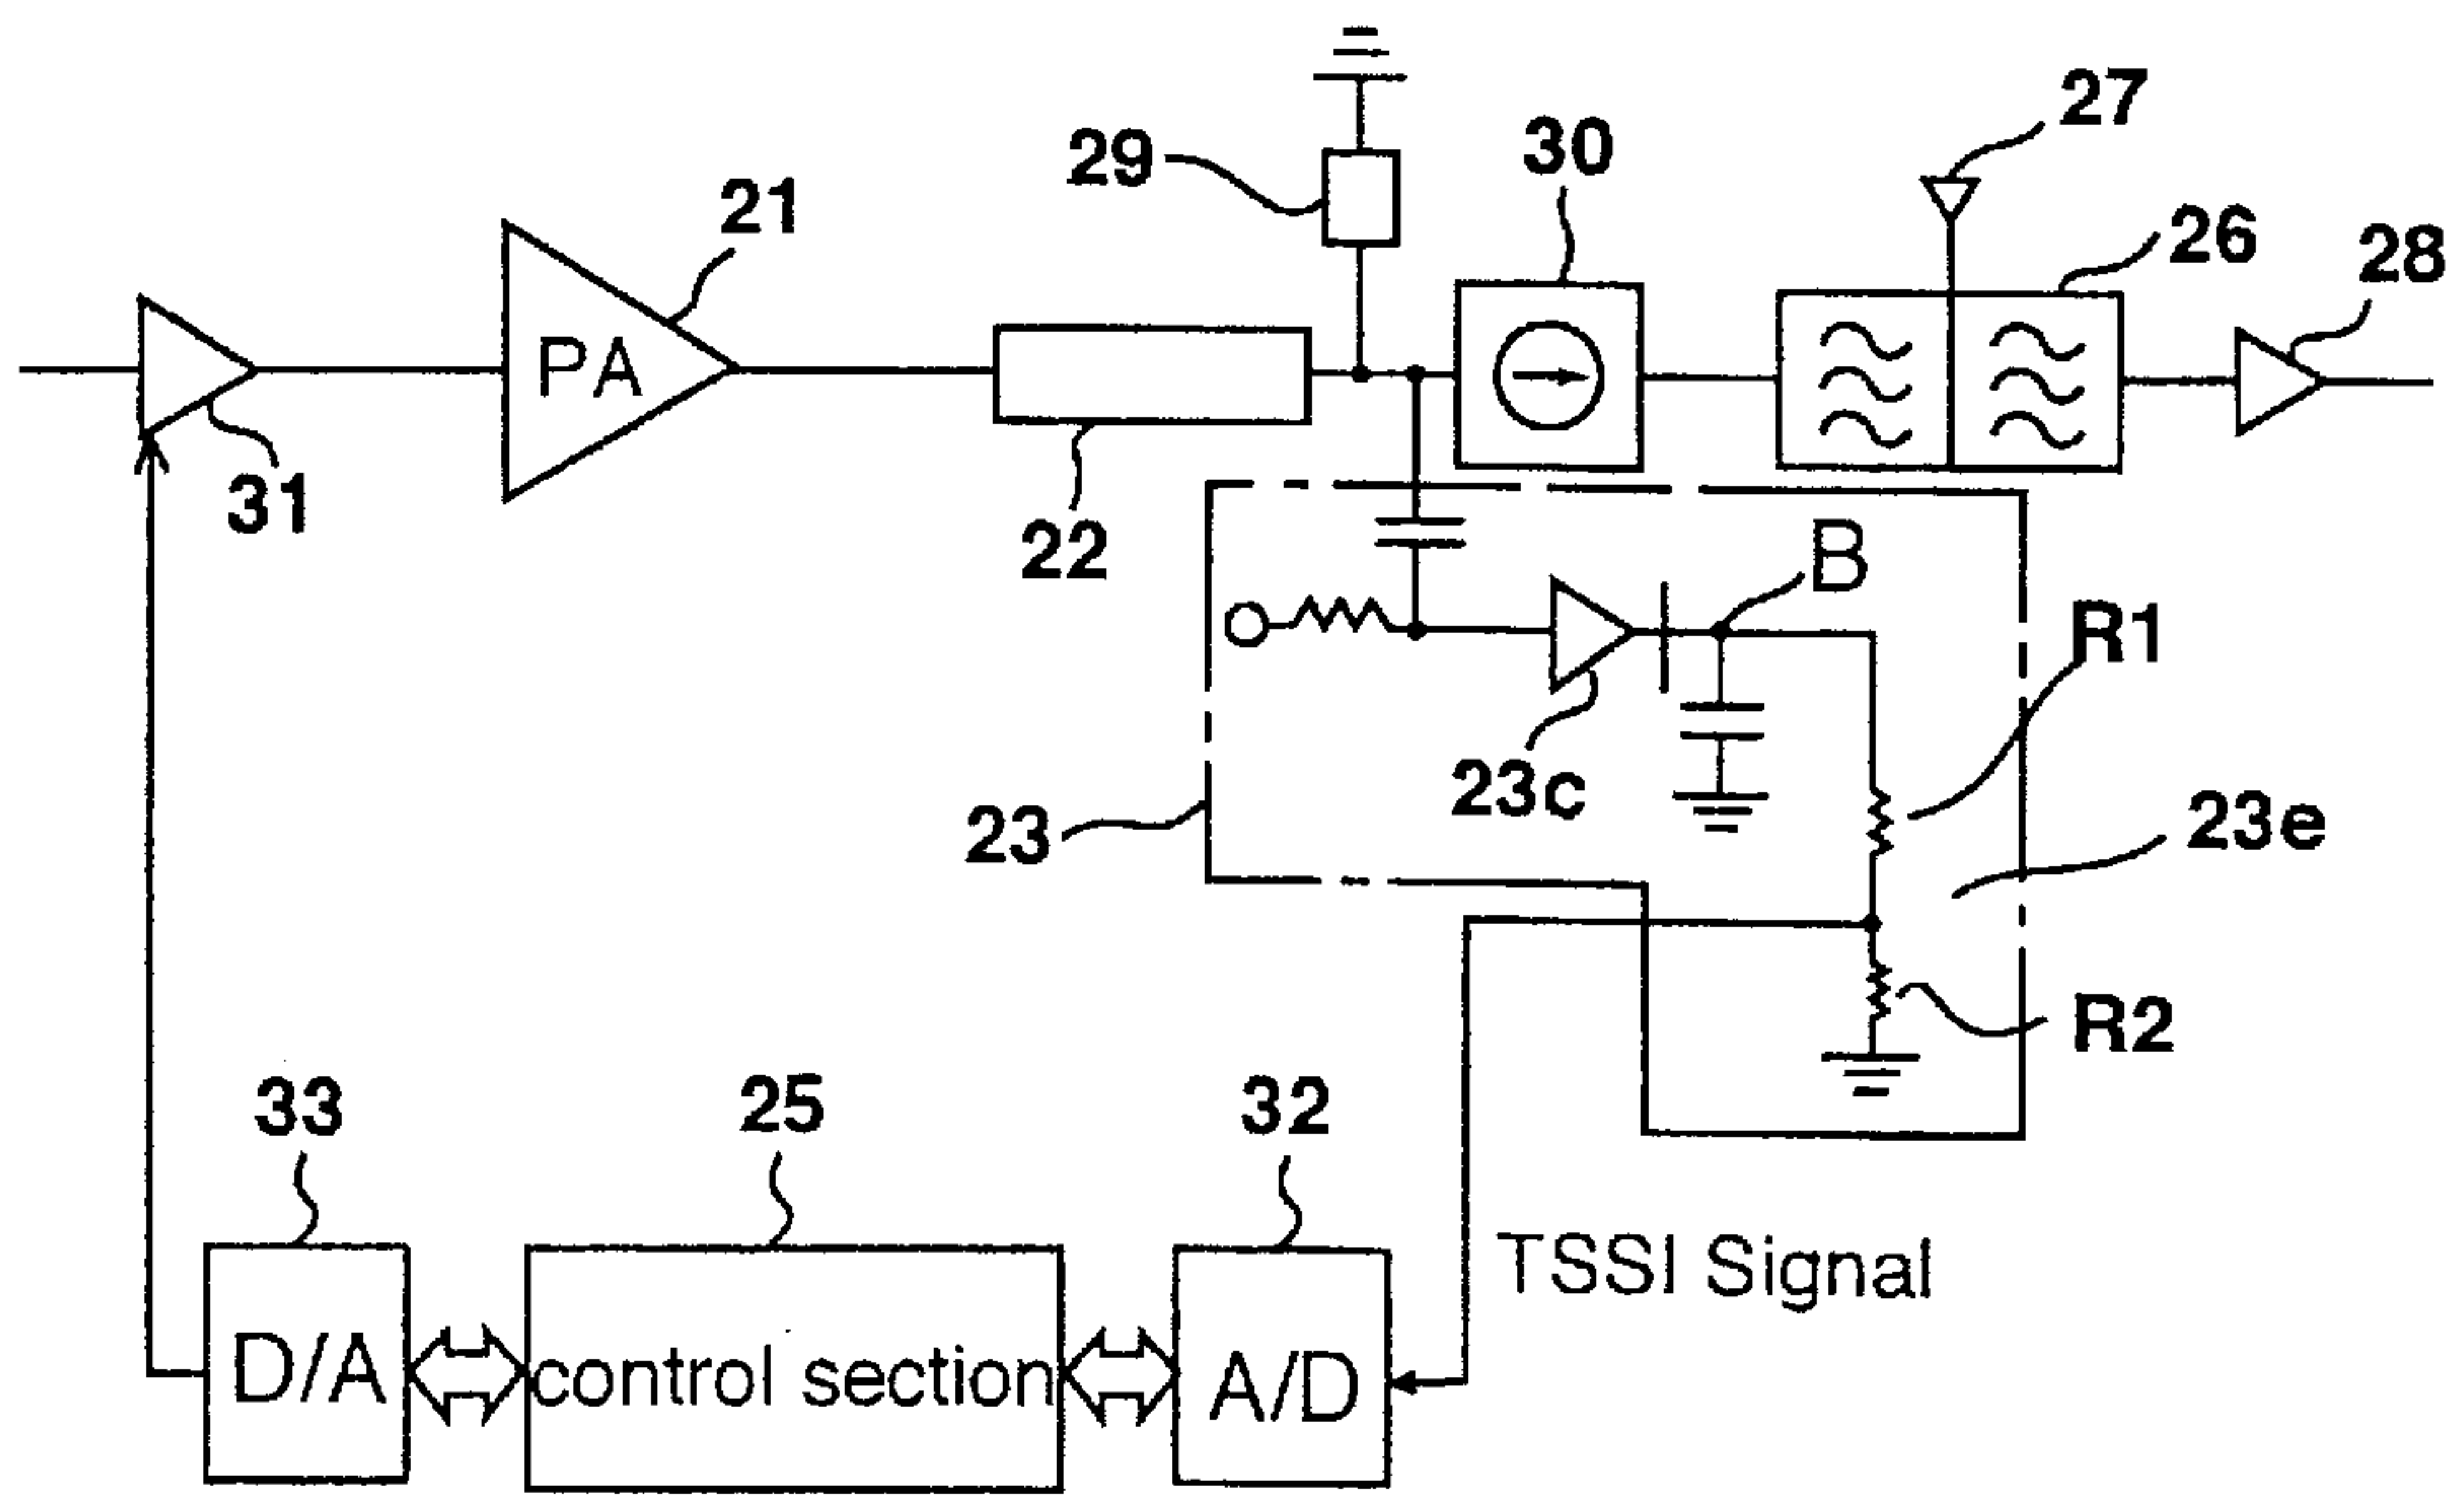 27
30
29
21
26
28
PA
31
22
B
R1
23c
23
23e
R2
33
25
32
TSSI Signal
D/A
control section
A/D